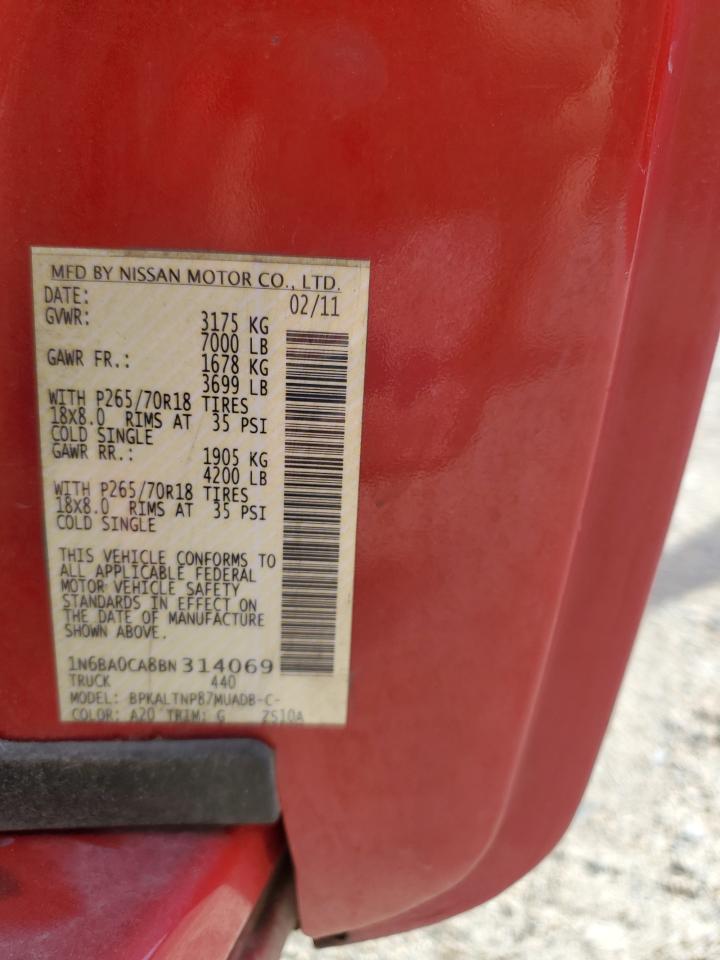 MFD BY NISSAN MOTOR CO., LTD.
DATE: 02/11
GVWR: 3175 KG
7000 LB
GAWR FR.: 1678 KG
3699 LB
WITH P265/70R18 TIRES
18X8.0 RIMS AT 35 PSI
COLD SINGLE
GAWR RR.: 1905 KG
4200 LB
WITH P265/70R18 TIRES
18X8.0 RIMS AT 35 PSI
COLD SINGLE
THIS VEHICLE CONFORMS TO
ALL APPLICABLE FEDERAL
MOTOR VEHICLE SAFETY
STANDARDS IN EFFECT ON
THE DATE OF MANUFACTURE
SHOWN ABOVE.
1N6BA0CA8BN 314069
TRUCK 440
MODEL: BPKALTNP87MUADB-C-
COLOR: A20 TRIM: G ZS10A